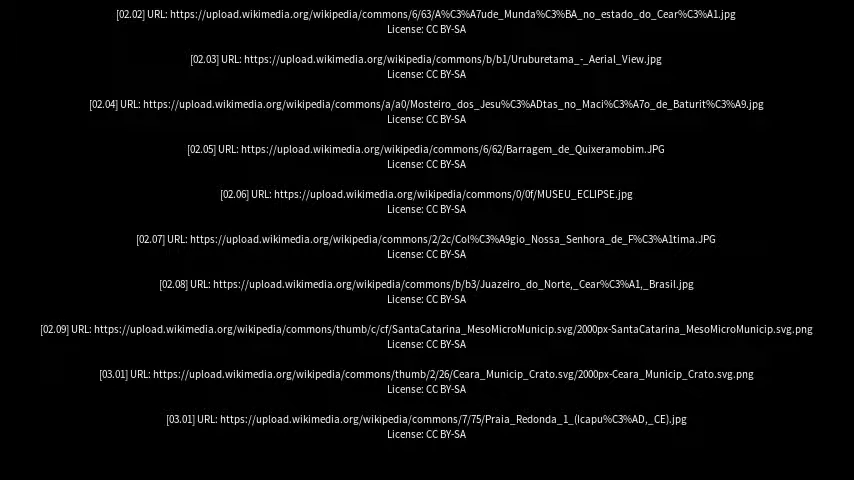 [02.02] URL: https://upload.wikimedia.org/wikipedia/commons/6/63/A%C3%A7ude_Munda%C3%BA_no_estado_do_Cear%C3%A1.jpg
License: CC BY-SA
[02.03] URL: https://upload.wikimedia.org/wikipedia/commons/b/b1/Uruburetama_-_Aerial_View.jpg
License: CC BY-SA
[02.04] URL: https://upload.wikimedia.org/wikipedia/commons/a/a0/Mosteiro_dos_Jesu%C3%ADtas_no_Maci%C3%A7o_de_Baturit%C3%A9.jpg
License: CC BY-SA
[02.05] URL: https://upload.wikimedia.org/wikipedia/commons/6/62/Barragem_de_Quixeramobim.JPG
License: CC BY-SA
[02.06] URL: https://upload.wikimedia.org/wikipedia/commons/0/0f/MUSEU_ECLIPSE.jpg
License: CC BY-SA
[02.07] URL: https://upload.wikimedia.org/wikipedia/commons/2/2c/Col%C3%A9gio_Nossa_Senhora_de_F%C3%A1tima.JPG
License: CC BY-SA
[02.08] URL: https://upload.wikimedia.org/wikipedia/commons/b/b3/Juazeiro_do_Norte,_Cear%C3%A1,_Brasil.jpg
License: CC BY-SA
[02.09] URL: https://upload.wikimedia.org/wikipedia/commons/thumb/c/cf/SantaCatarina_MesoMicroMunicip.svg/2000px-SantaCatarina_MesoMicroMunicip.svg.png
License: CC BY-SA
[03.01] URL: https://upload.wikimedia.org/wikipedia/commons/thumb/2/26/Ceara_Municip_Crato.svg/2000px-Ceara_Municip_Crato.svg.png
License: CC BY-SA
[03.01] URL: https://upload.wikimedia.org/wikipedia/commons/7/75/Praia_Redonda_1_(Icapu%C3%AD,_CE).jpg
License: CC BY-SA